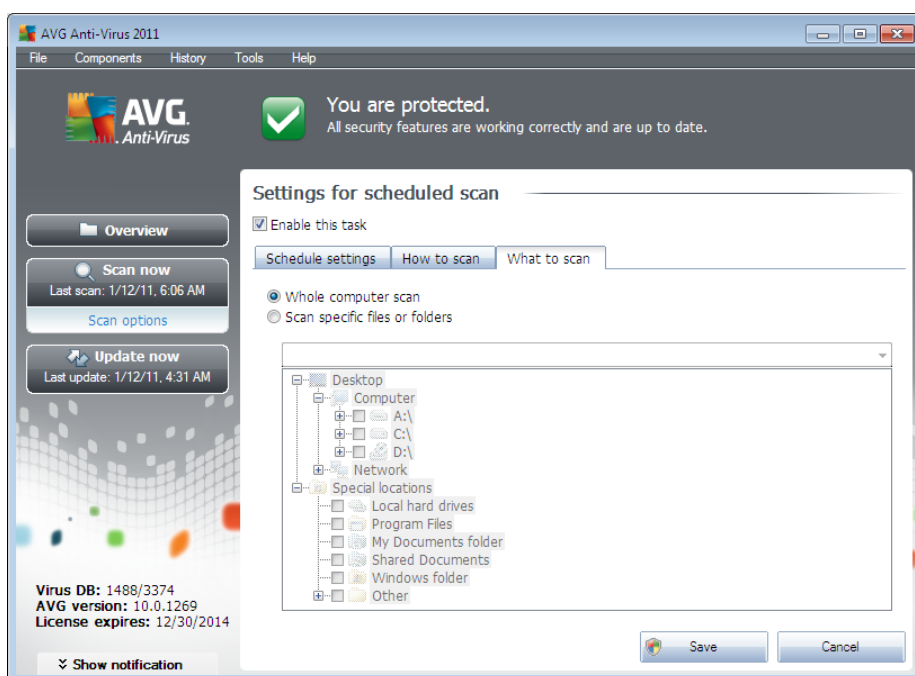 AVG Anti-Virus 2011
File Components History Tools Help
AVG.
Anti-Virus
You are protected.
All security features are working correctly and are up to date.
Settings for scheduled scan
Enable this task
Schedule settings How to scan What to scan
Whole computer scan
Scan specific files or folders
Desktop
Computer
A:\
C:\
D:\
Network
Special locations
Local hard drives
Program Files
My Documents folder
Shared Documents
Windows folder
Other
Save Cancel
Overview
Scan now
Last scan: 1/12/11, 6:06 AM
Scan options
Update now
Last update: 1/12/11, 4:31 AM
Virus DB: 1488/3374
AVG version: 10.0.1269
License expires: 12/30/2014
Show notification